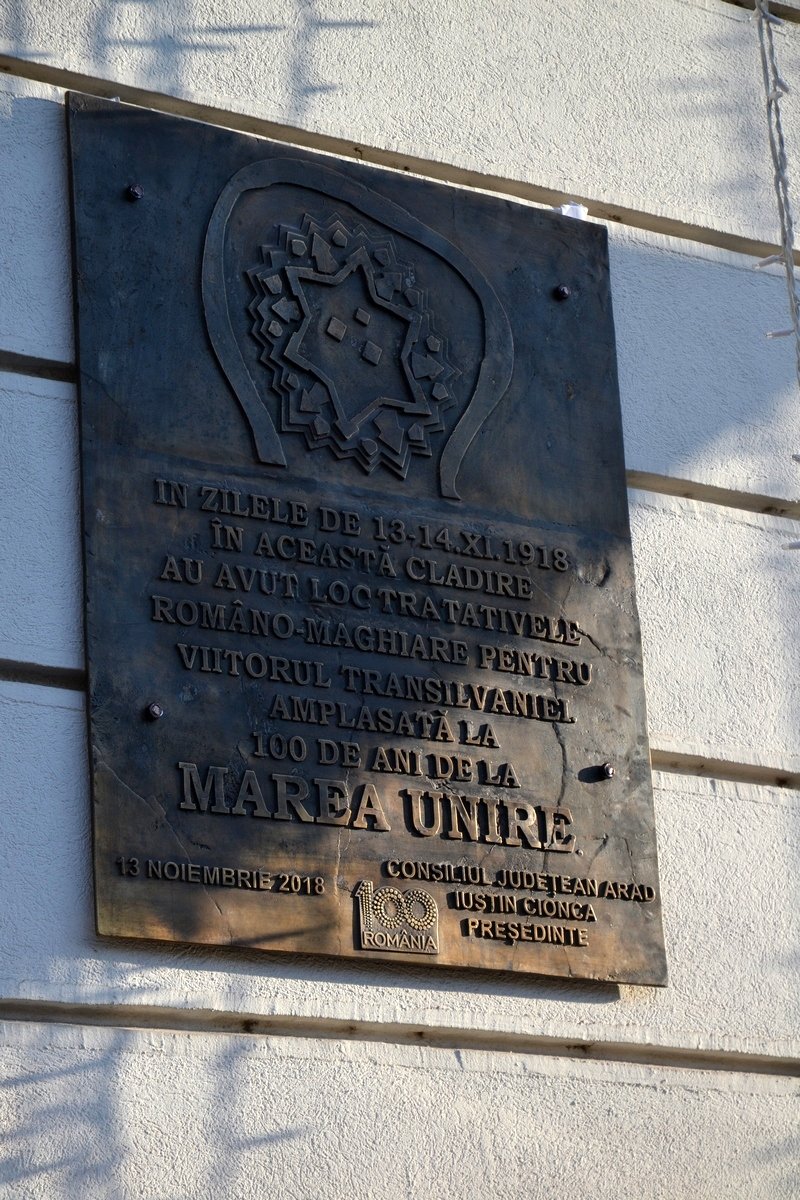 IN ZILELE DE 13-14.XI.1918
ÎN ACEASTĂ CLADIRE
AU AVUT LOC TRATATIVELE
ROMÂNO-MAGHIARE PENTRU
VIITORUL TRANSILVANIEI.
AMPLASATĂ LA
100 DE ANI DE LA
MAREA UNIRE.
13 NOIEMBRIE 2018
100
ROMÂNIA
CONSILIUL JUDEȚEAN ARAD
IUSTIN CIONCA
PREȘEDINTE